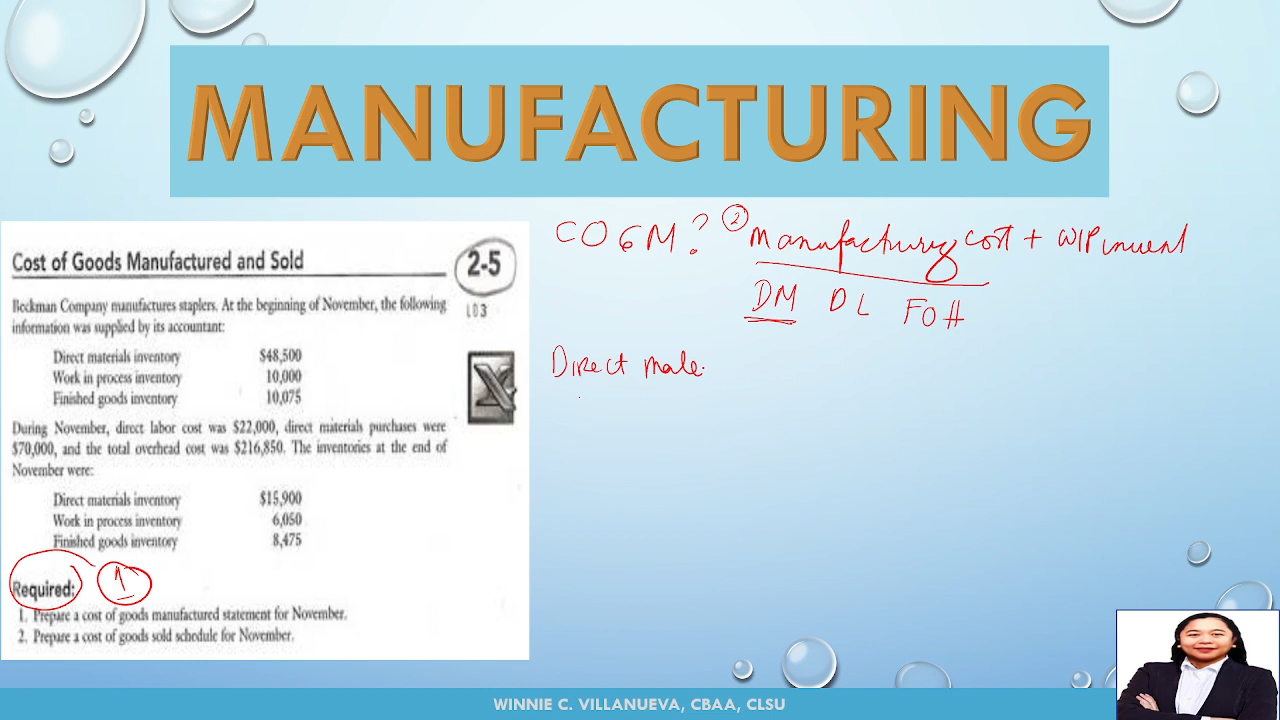 MANUFACTURING
Cost of Goods Manufactured and Sold
2-5
LO3
Beckman Company manufactures staplers. At the beginning of November, the following
information was supplied by its accountant:
Direct materials inventory $48,500
Work in process inventory 10,000
Finished goods inventory 10,075
During November, direct labor cost was $22,000, direct materials purchases were
$70,000, and the total overhead cost was $216,850. The inventories at the end of
November were:
Direct materials inventory $15,900
Work in process inventory 6,050
Finished goods inventory 8,475
Required: 1
1. Prepare a cost of goods manufactured statement for November.
2. Prepare a cost of goods sold schedule for November.
COGM? ② Manufacturing cost + WIP invent
DM DL FOH
Direct mate
WINNIE C. VILLANUEVA, CBAA, CLSU